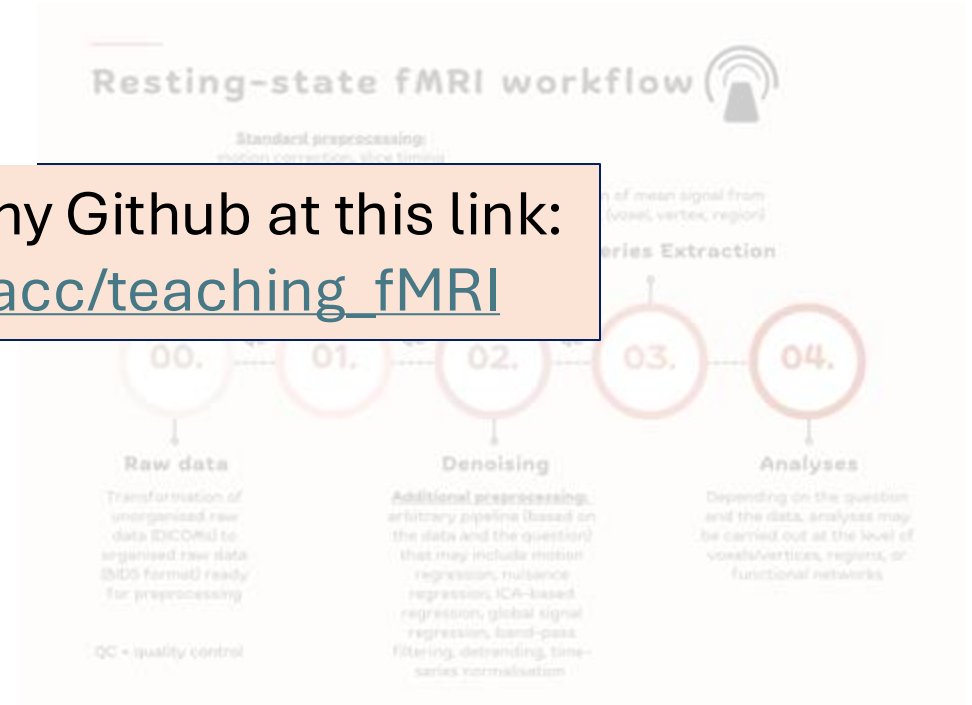 Resting-state fMRI workflow
Standard preprocessing:
motion correction, slice timing
my Github at this link:
acc/teaching_fMRI
n of mean signal from
(voxel, vertex, region)
eries Extraction
00.
01.
02.
03.
04.
Raw data
Transformation of
unorganised raw
data (DICOMs) to
organised raw data
(BIDS format) ready
for preprocessing
QC = quality control
Denoising
Additional preprocessing:
arbitrary pipeline (based on
the data and the question)
that may include motion
regression, nuisance
regression, ICA-based
regression, global signal
regression, band-pass
filtering, detrending, time-
series normalisation
Analyses
Depending on the question
and the data, analyses may
be carried out at the level of
voxels/vertices, regions, or
functional networks